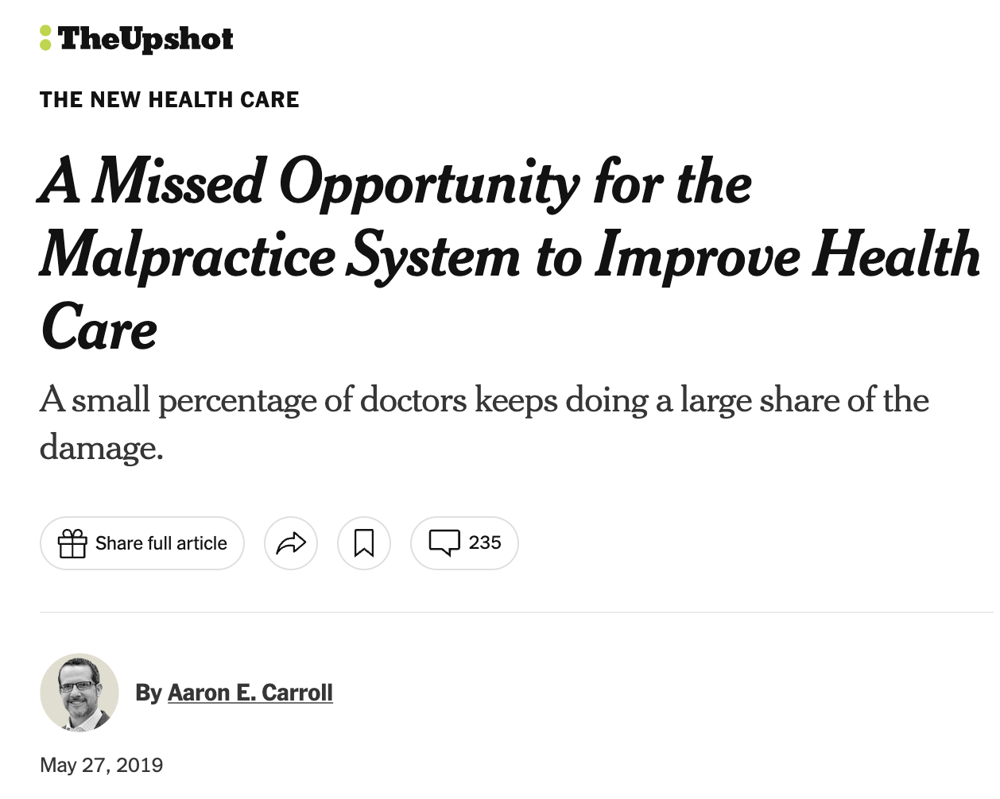 TheUpshot
THE NEW HEALTH CARE
A Missed Opportunity for the
Malpractice System to Improve Health
Care
A small percentage of doctors keeps doing a large share of the
damage.
Share full article
235
By Aaron E. Carroll
May 27, 2019